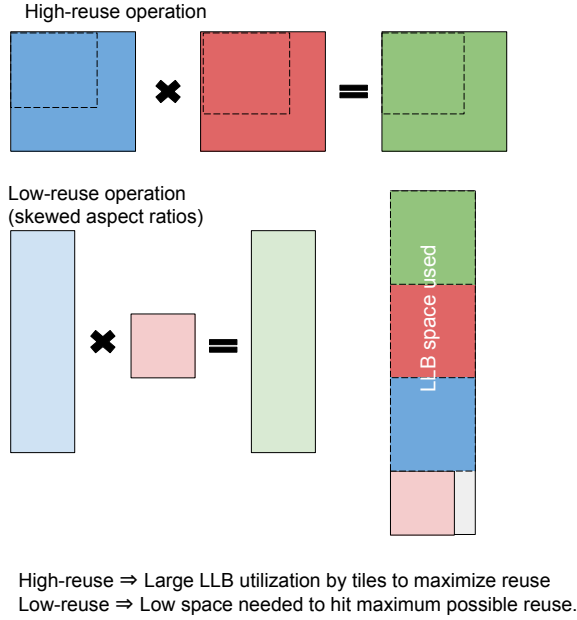 High-reuse operation
Low-reuse operation
(skewed aspect ratios)
LLB space used
High-reuse ⇒ Large LLB utilization by tiles to maximize reuse
Low-reuse ⇒ Low space needed to hit maximum possible reuse.